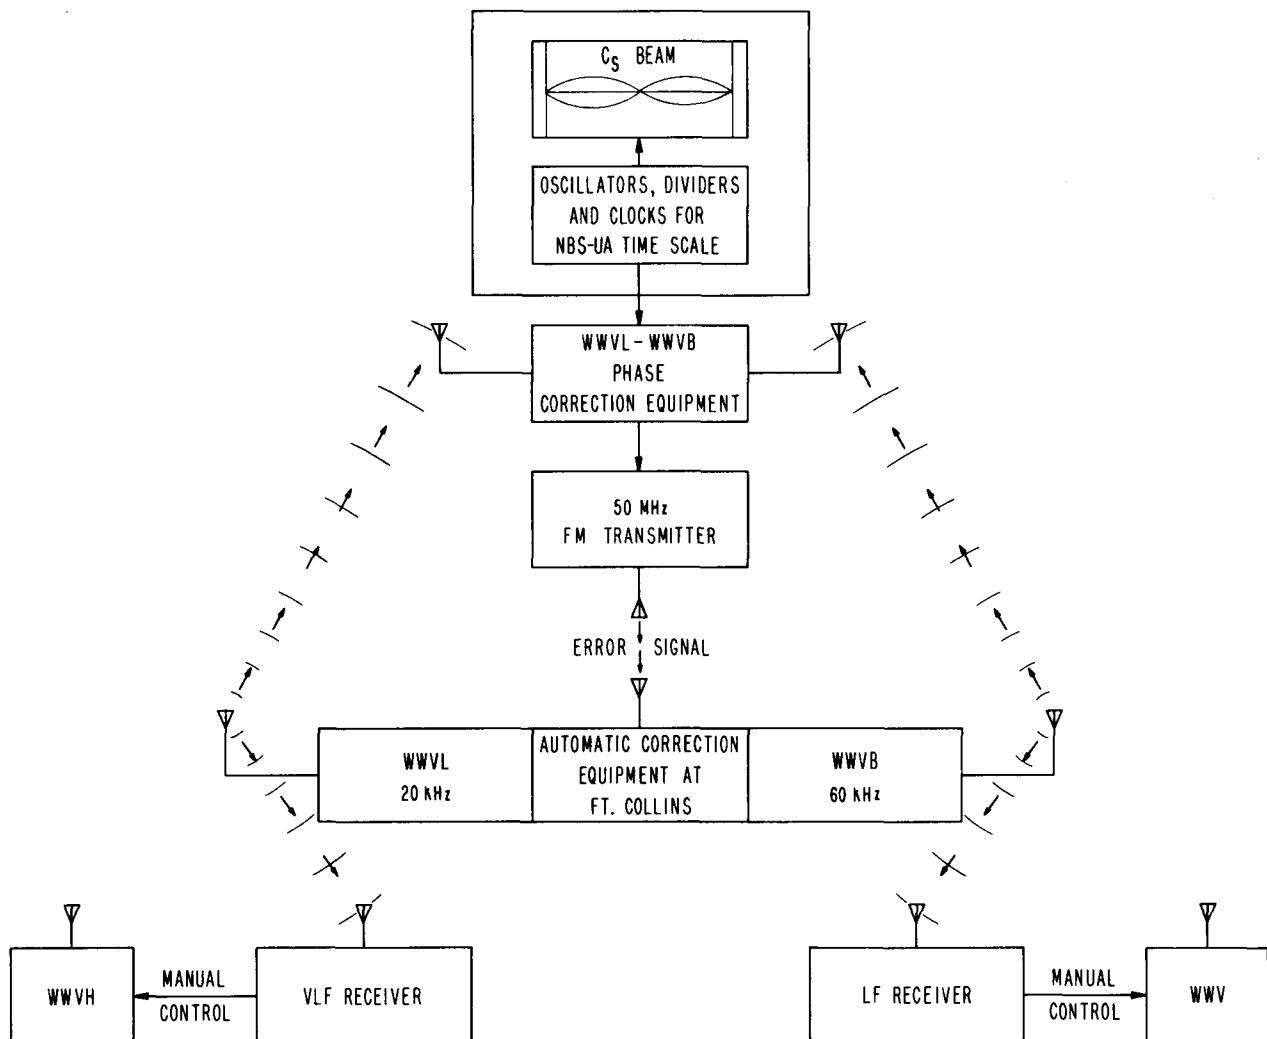 Cs BEAM
OSCILLATORS, DIVIDERS
AND CLOCKS FOR
NBS-UA TIME SCALE
WWVL-WWVB
PHASE
CORRECTION EQUIPMENT
50 MHz
FM TRANSMITTER
ERROR SIGNAL
WWVL
20 KHz
AUTOMATIC CORRECTION
EQUIPMENT AT
FT. COLLINS
WWVB
60 KHz
WWVH
MANUAL
CONTROL
VLF RECEIVER
LF RECEIVER
MANUAL
CONTROL
WWV